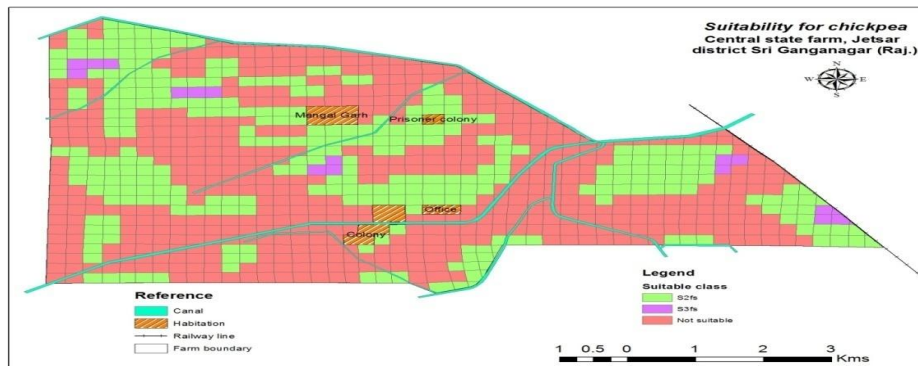 Suitability for chickpea
Central state farm, Jetsar
district Sri Ganganagar (Raj.)
N
W E
S
Mangal Garh
Prisoner colony
Office
Colony
Reference
Canal
Habitation
Railway line
Farm boundary
Legend
Suitable class
S2fs
S3fs
Not suitable
1 0.5 0 1 2 3
Kms